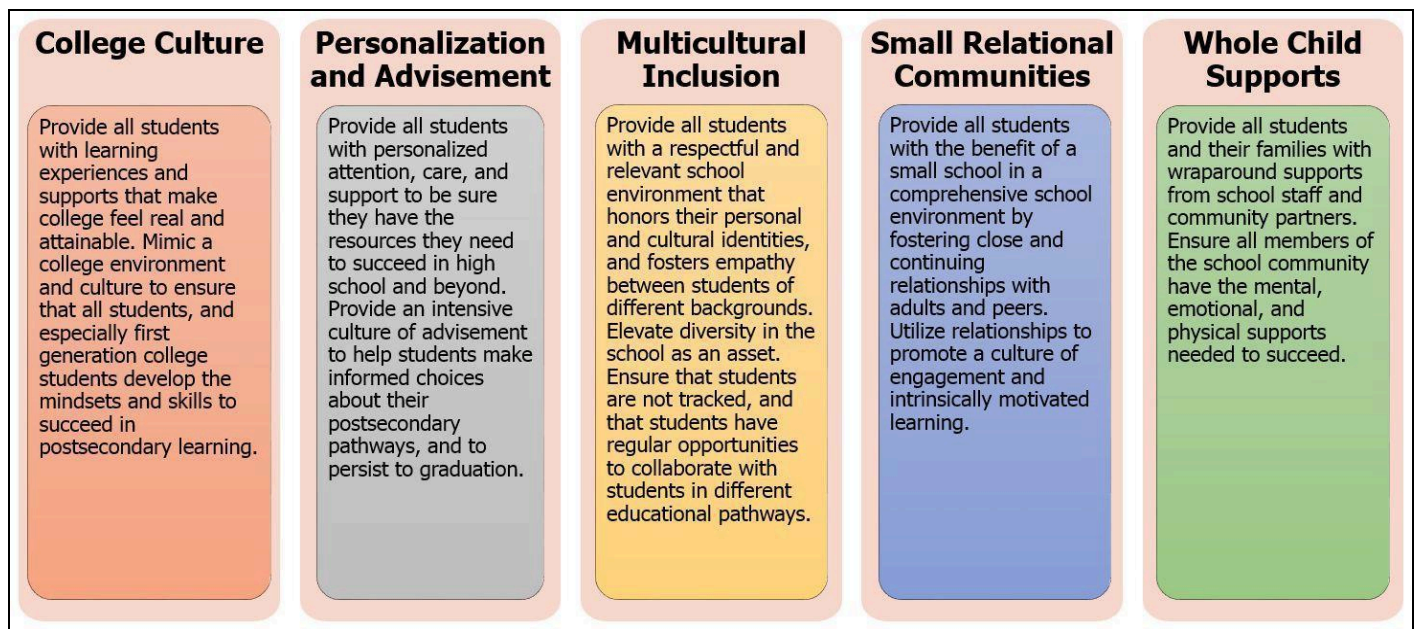 College Culture
Provide all students
with learning
experiences and
supports that make
college feel real and
attainable. Mimic a
college environment
and culture to ensure
that all students, and
especially first
generation college
students develop the
mindsets and skills to
succeed in
postsecondary learning.
Personalization
and Advisement
Provide all students
with personalized
attention, care, and
support to be sure
they have the
resources they need
to succeed in high
school and beyond.
Provide an intensive
culture of advisement
to help students make
informed choices
about their
postsecondary
pathways, and to
persist to graduation.
Multicultural
Inclusion
Provide all students
with a respectful and
relevant school
environment that
honors their personal
and cultural identities,
and fosters empathy
between students of
different backgrounds.
Elevate diversity in the
school as an asset.
Ensure that students
are not tracked, and
that students have
regular opportunities
to collaborate with
students in different
educational pathways.
Small Relational
Communities
Provide all students
with the benefit of a
small school in a
comprehensive school
environment by
fostering close and
continuing
relationships with
adults and peers.
Utilize relationships to
promote a culture of
engagement and
intrinsically motivated
learning.
Whole Child
Supports
Provide all students
and their families with
wraparound supports
from school staff and
community partners.
Ensure all members of
the school community
have the mental,
emotional, and
physical supports
needed to succeed.